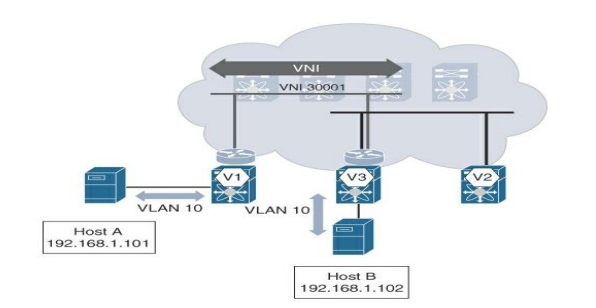 VNI
VNI 30001
V1
V3
V2
VLAN 10
VLAN 10
Host A
192.168.1.101
Host B
192.168.1.102